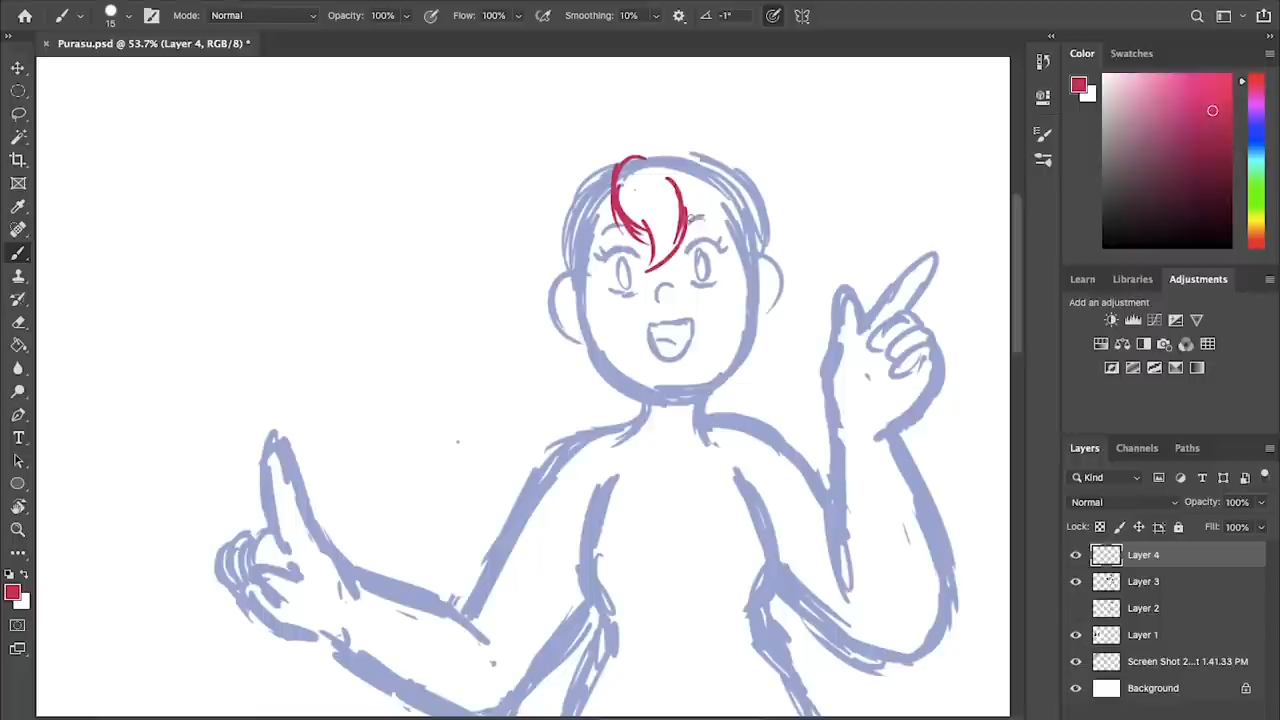 15 Mode: Normal Opacity: 100% Flow: 100% Smoothing: 10% -1°
× Purasu.psd @ 53.7% (Layer 4, RGB/8) *
Color Swatches
Learn Libraries Adjustments
Add an adjustment
Layers Channels Paths
Kind
Normal Opacity: 100%
Lock: Fill: 100%
Layer 4
Layer 3
Layer 2
Layer 1
Screen Shot 2...t 1.41.33 PM
Background